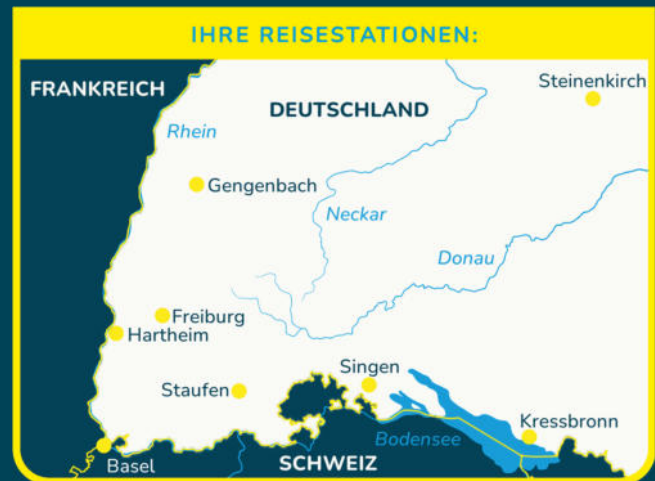 IHRE REISESTATIONEN:
FRANKREICH
Steinenkirch
DEUTSCHLAND
Rhein
Gengenbach
Neckar
Donau
Freiburg
Hartheim
Singen
Staufen
Kressbronn
Bodensee
Basel
SCHWEIZ